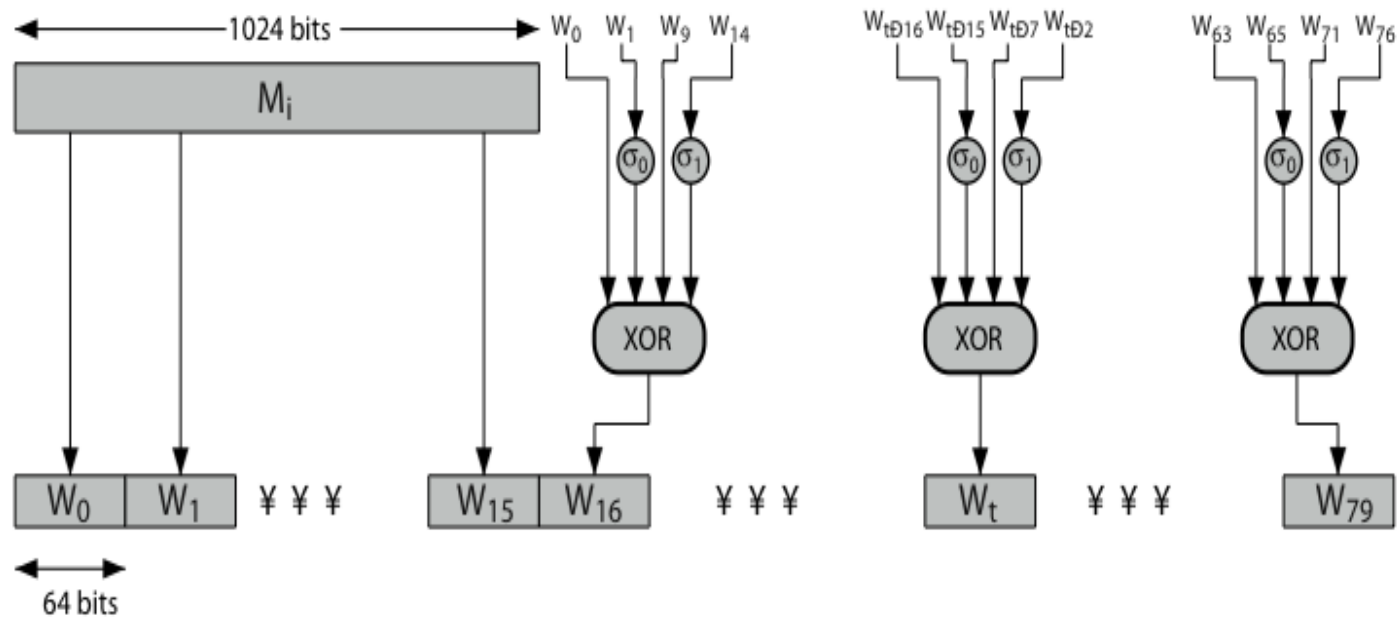 1024 bits
W₀ W₁ W₉ W₁₄
WₜÐ₁₆ WₜÐ₁₅ WₜÐ₇ WₜÐ₂
W₆₃ W₆₅ W₇₁ W₇₆
Mᵢ
σ₀ σ₁
σ₀ σ₁
σ₀ σ₁
XOR
XOR
XOR
W₀ W₁ ¥ ¥ ¥ W₁₅ W₁₆ ¥ ¥ ¥ Wₜ ¥ ¥ ¥ W₇₉
64 bits